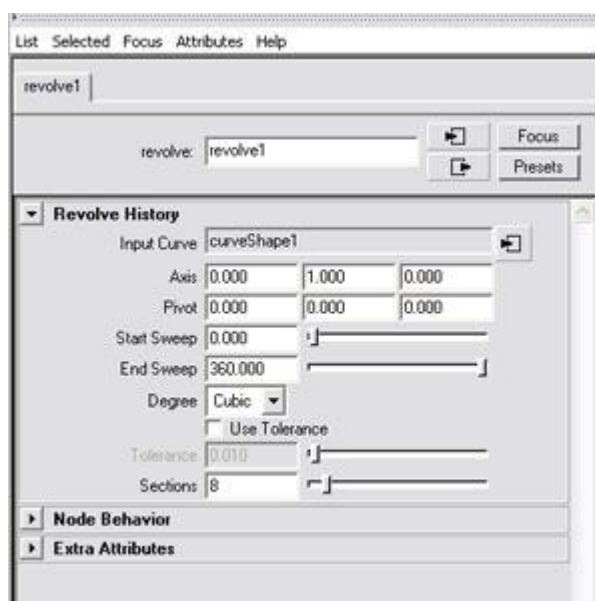 List Selected Focus Attributes Help
revolve1
revolve: revolve1
Focus
Presets
Revolve History
Input Curve curveShape1
Axis 0.000 1.000 0.000
Pivot 0.000 0.000 0.000
Start Sweep 0.000
End Sweep 360.000
Degree Cubic
Use Tolerance
Tolerance 0.010
Sections 8
Node Behavior
Extra Attributes